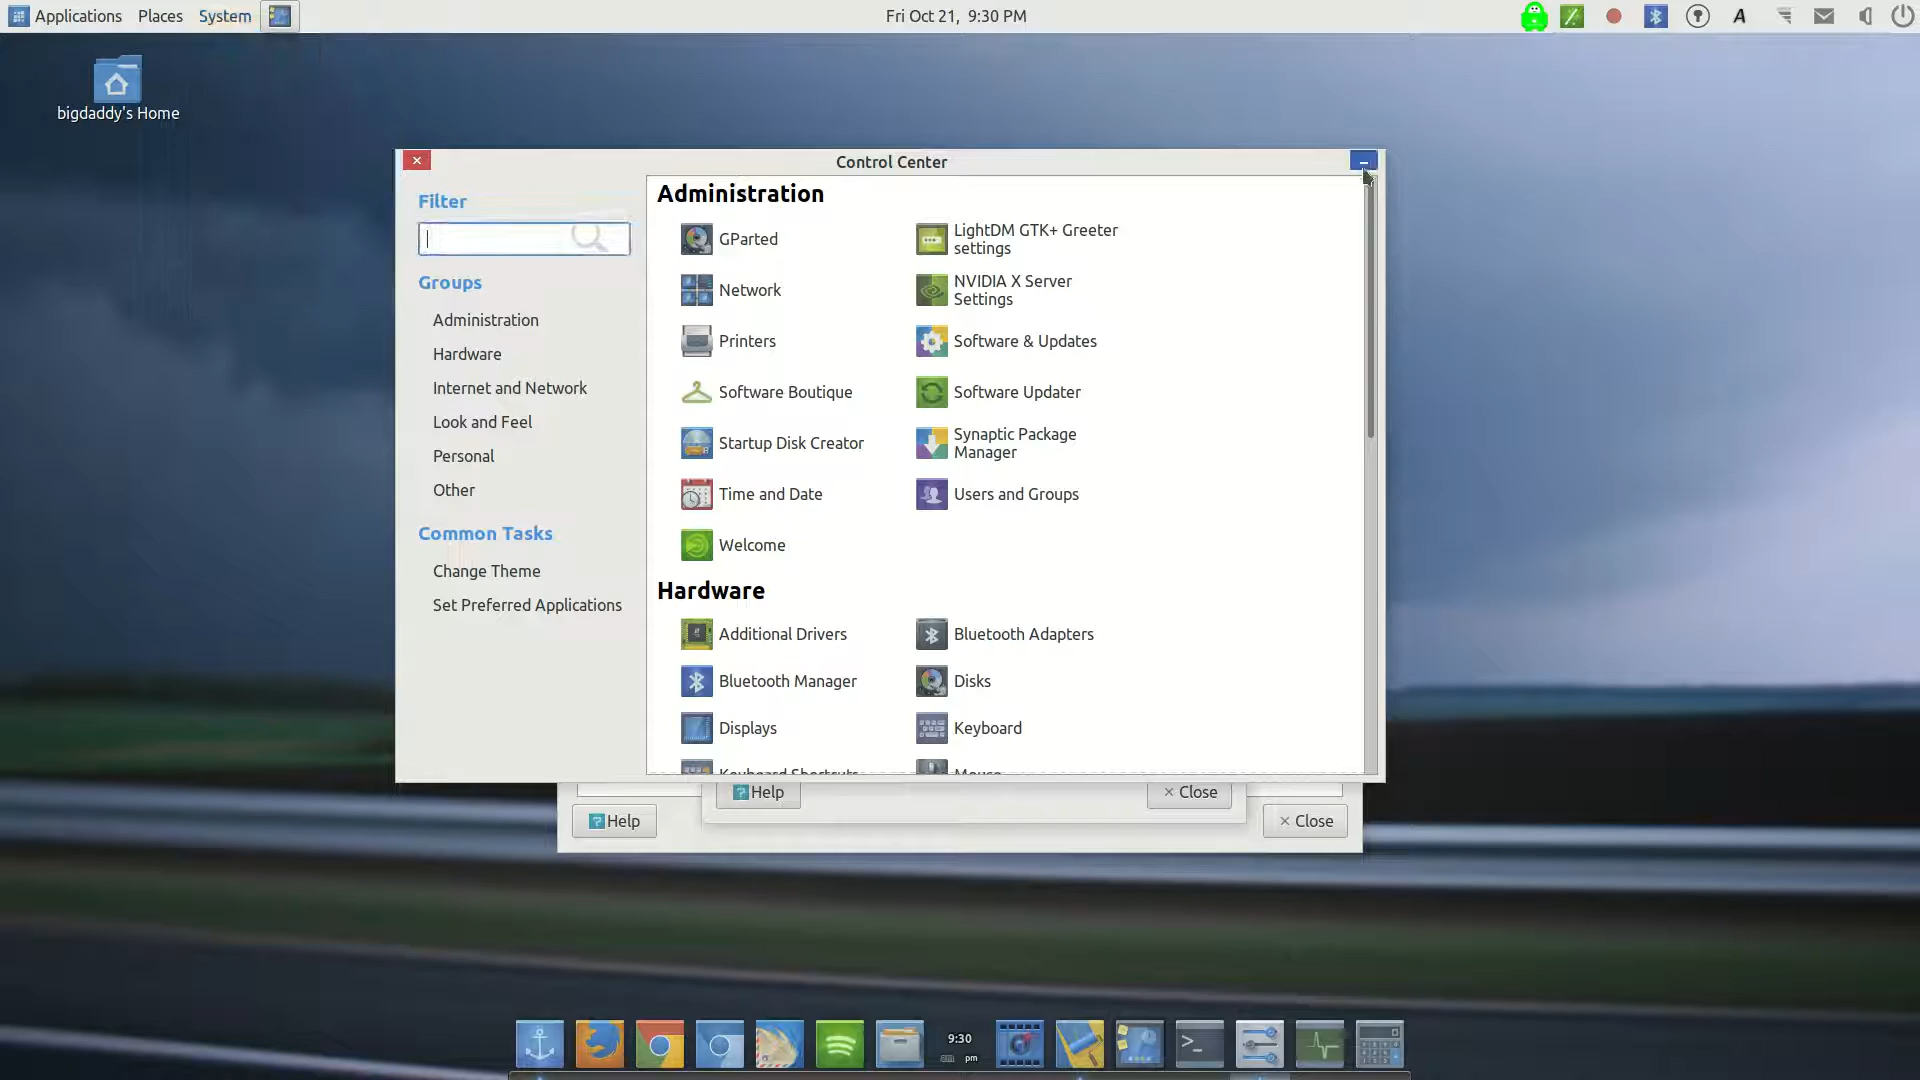 Applications Places System
Fri Oct 21, 9:30 PM
A
bigdaddy's Home
Control Center
Filter
Groups
Administration
Hardware
Internet and Network
Look and Feel
Personal
Other
Common Tasks
Change Theme
Set Preferred Applications
Administration
GParted
LightDM GTK+ Greeter
settings
Network
NVIDIA X Server
Settings
Printers
Software & Updates
Software Boutique
Software Updater
Startup Disk Creator
Synaptic Package
Manager
Time and Date
Users and Groups
Welcome
Hardware
Additional Drivers
Bluetooth Adapters
Bluetooth Manager
Disks
Displays
Keyboard
Keyboard Shortcuts
Mouse
Help
Close
Help
Close
9:30
pm